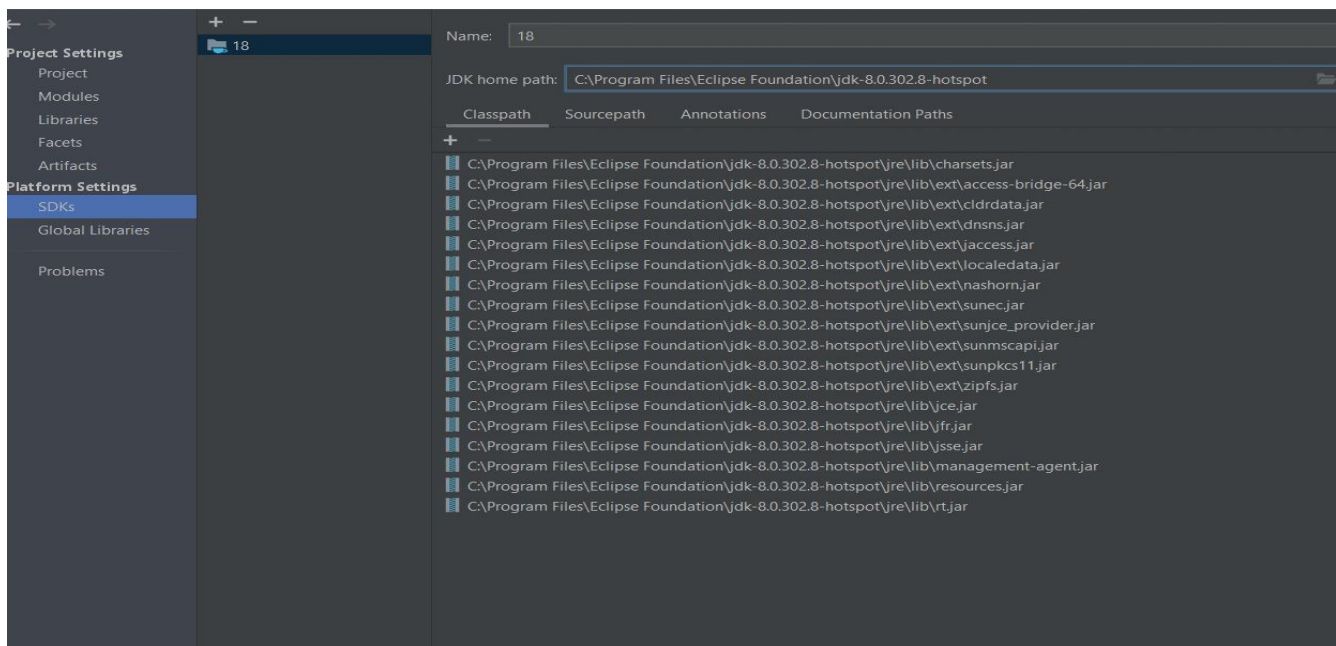 Project Settings
Project
Modules
Libraries
Facets
Artifacts
Platform Settings
SDKs
Global Libraries
Problems
18
Name: 18
JDK home path: C:\Program Files\Eclipse Foundation\jdk-8.0.302.8-hotspot
Classpath Sourcepath Annotations Documentation Paths
C:\Program Files\Eclipse Foundation\jdk-8.0.302.8-hotspot\jre\lib\charsets.jar
C:\Program Files\Eclipse Foundation\jdk-8.0.302.8-hotspot\jre\lib\ext\access-bridge-64.jar
C:\Program Files\Eclipse Foundation\jdk-8.0.302.8-hotspot\jre\lib\ext\cldrdata.jar
C:\Program Files\Eclipse Foundation\jdk-8.0.302.8-hotspot\jre\lib\ext\dnsns.jar
C:\Program Files\Eclipse Foundation\jdk-8.0.302.8-hotspot\jre\lib\ext\jaccess.jar
C:\Program Files\Eclipse Foundation\jdk-8.0.302.8-hotspot\jre\lib\ext\localedata.jar
C:\Program Files\Eclipse Foundation\jdk-8.0.302.8-hotspot\jre\lib\ext\nashorn.jar
C:\Program Files\Eclipse Foundation\jdk-8.0.302.8-hotspot\jre\lib\ext\sunec.jar
C:\Program Files\Eclipse Foundation\jdk-8.0.302.8-hotspot\jre\lib\ext\sunjce_provider.jar
C:\Program Files\Eclipse Foundation\jdk-8.0.302.8-hotspot\jre\lib\ext\sunmscapi.jar
C:\Program Files\Eclipse Foundation\jdk-8.0.302.8-hotspot\jre\lib\ext\sunpkcs11.jar
C:\Program Files\Eclipse Foundation\jdk-8.0.302.8-hotspot\jre\lib\ext\zipfs.jar
C:\Program Files\Eclipse Foundation\jdk-8.0.302.8-hotspot\jre\lib\jce.jar
C:\Program Files\Eclipse Foundation\jdk-8.0.302.8-hotspot\jre\lib\jfr.jar
C:\Program Files\Eclipse Foundation\jdk-8.0.302.8-hotspot\jre\lib\jsse.jar
C:\Program Files\Eclipse Foundation\jdk-8.0.302.8-hotspot\jre\lib\management-agent.jar
C:\Program Files\Eclipse Foundation\jdk-8.0.302.8-hotspot\jre\lib\resources.jar
C:\Program Files\Eclipse Foundation\jdk-8.0.302.8-hotspot\jre\lib\rt.jar